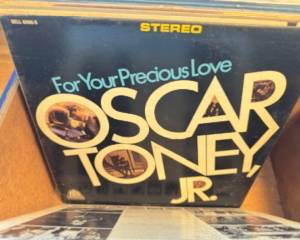 STEREO
For Your Precious Love
OSCAR
TONEY,
JR.